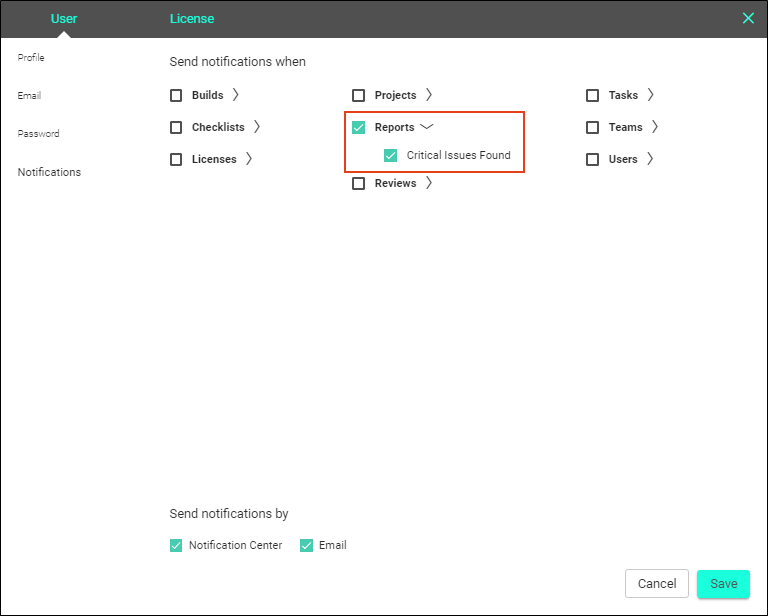 User License
Profile
Email
Password
Notifications
Send notifications when
Builds Projects Tasks
Checklists Reports Teams
Critical Issues Found
Licenses Users
Reviews
Send notifications by
Notification Center Email
Cancel Save